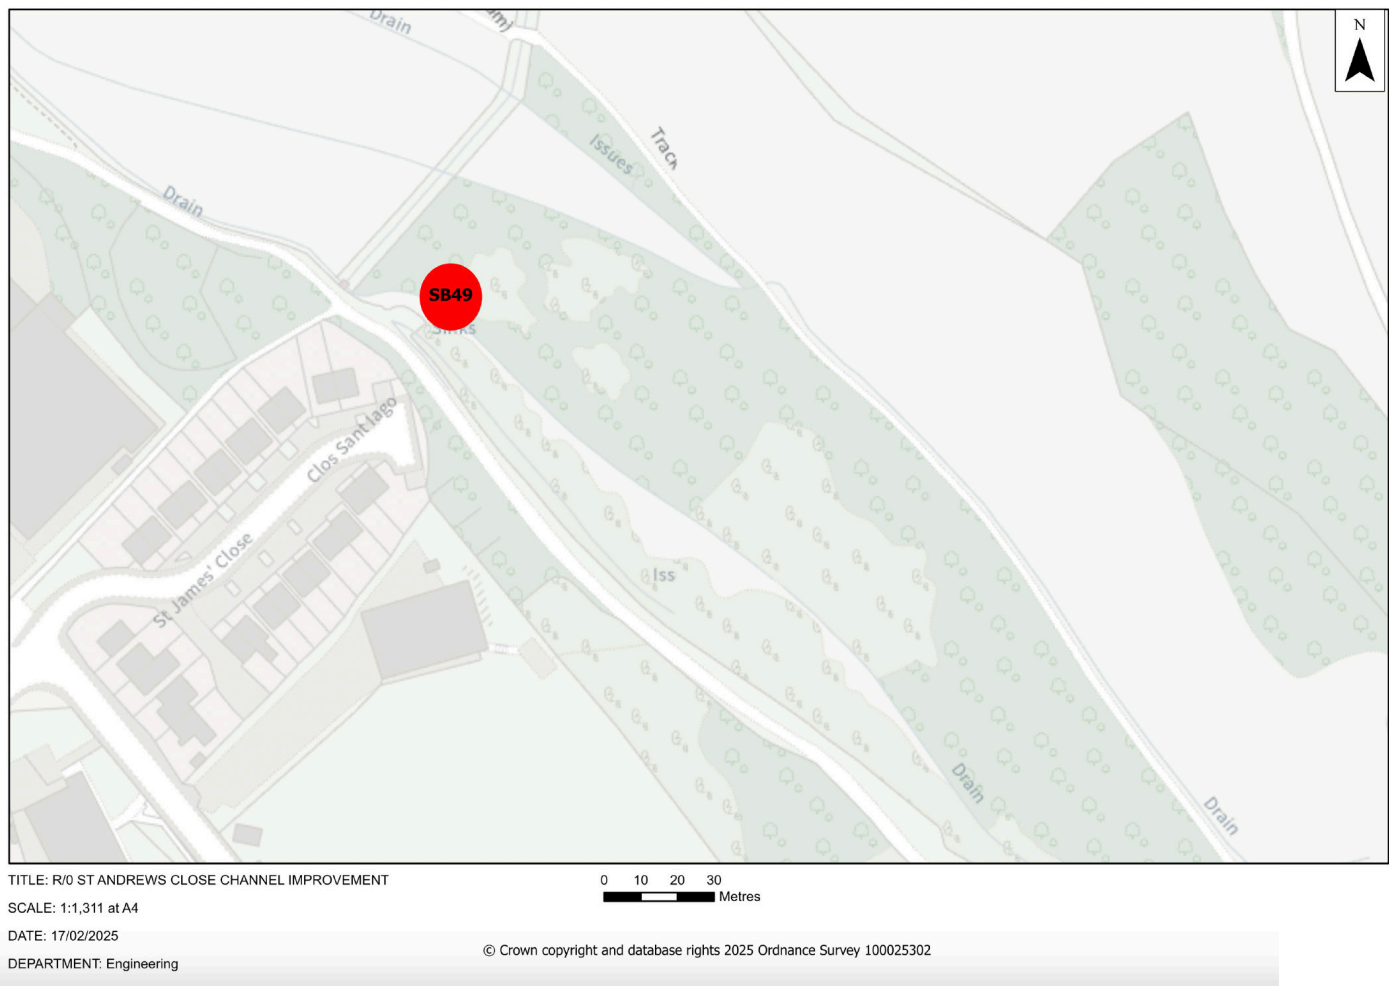 Drain
um)
N
Track
Issues
Drain
SB49
Sinks
Clos Sant Iago
St James' Close
Iss
Drain
Drain
TITLE: R/0 ST ANDREWS CLOSE CHANNEL IMPROVEMENT
0 10 20 30
Metres
SCALE: 1:1,311 at A4
DATE: 17/02/2025
© Crown copyright and database rights 2025 Ordnance Survey 100025302
DEPARTMENT: Engineering